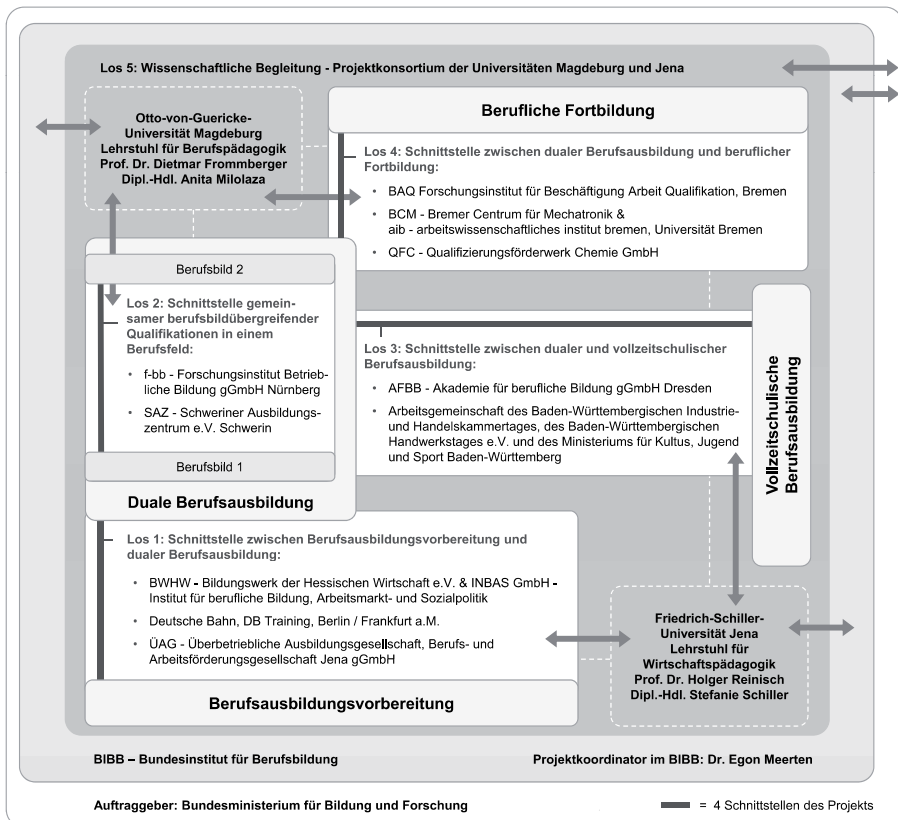 Los 5: Wissenschaftliche Begleitung - Projektkonsortium der Universitäten Magdeburg und Jena
Otto-von-Guericke-
Universität Magdeburg
Lehrstuhl für Berufspädagogik
Prof. Dr. Dietmar Frommberger
Dipl.-Hdl. Anita Milolaza
Berufliche Fortbildung
Los 4: Schnittstelle zwischen dualer Berufsausbildung und beruflicher
Fortbildung:
• BAQ Forschungsinstitut für Beschäftigung Arbeit Qualifikation, Bremen
• BCM - Bremer Centrum für Mechatronik &
aib - arbeitswissenschaftliches institut bremen, Universität Bremen
• QFC - Qualifizierungsförderwerk Chemie GmbH
Berufsbild 2
Los 2: Schnittstelle gemein-
samer berufsbildübergreifender
Qualifikationen in einem
Berufsfeld:
• f-bb - Forschungsinstitut Betrieb-
liche Bildung gGmbH Nürnberg
• SAZ - Schweriner Ausbildungs-
zentrum e.V. Schwerin
Berufsbild 1
Duale Berufsausbildung
Los 3: Schnittstelle zwischen dualer und vollzeitschulischer
Berufsausbildung:
• AFBB - Akademie für berufliche Bildung gGmbH Dresden
• Arbeitsgemeinschaft des Baden-Württembergischen Industrie-
und Handelskammertages, des Baden-Württembergischen
Handwerkstages e.V. und des Ministeriums für Kultus, Jugend
und Sport Baden-Württemberg
Vollzeitschulische
Berufsausbildung
Los 1: Schnittstelle zwischen Berufsausbildungsvorbereitung und
dualer Berufsausbildung:
• BWHW - Bildungswerk der Hessischen Wirtschaft e.V. & INBAS GmbH -
Institut für berufliche Bildung, Arbeitsmarkt- und Sozialpolitik
• Deutsche Bahn, DB Training, Berlin / Frankfurt a.M.
• ÜAG - Überbetriebliche Ausbildungsgesellschaft, Berufs- und
Arbeitsförderungsgesellschaft Jena gGmbH
Berufsausbildungsvorbereitung
Friedrich-Schiller-
Universität Jena
Lehrstuhl für
Wirtschaftspädagogik
Prof. Dr. Holger Reinisch
Dipl.-Hdl. Stefanie Schiller
BIBB – Bundesinstitut für Berufsbildung
Projektkoordinator im BIBB: Dr. Egon Meerten
Auftraggeber: Bundesministerium für Bildung und Forschung
= 4 Schnittstellen des Projekts